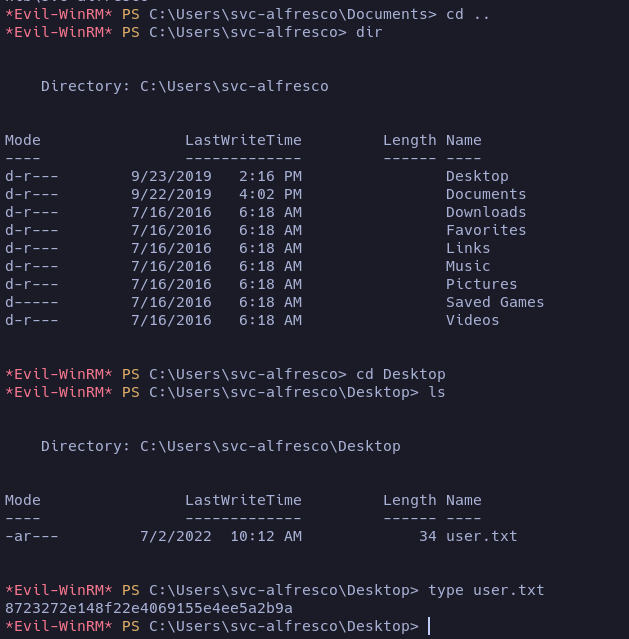 *Evil-WinRM* PS C:\Users\svc-alfresco\Documents> cd ..
*Evil-WinRM* PS C:\Users\svc-alfresco> dir
Directory: C:\Users\svc-alfresco
Mode LastWriteTime Length Name
---- ------------- ------ ----
d-r--- 9/23/2019 2:16 PM Desktop
d-r--- 9/22/2019 4:02 PM Documents
d-r--- 7/16/2016 6:18 AM Downloads
d-r--- 7/16/2016 6:18 AM Favorites
d-r--- 7/16/2016 6:18 AM Links
d-r--- 7/16/2016 6:18 AM Music
d-r--- 7/16/2016 6:18 AM Pictures
d----- 7/16/2016 6:18 AM Saved Games
d-r--- 7/16/2016 6:18 AM Videos
*Evil-WinRM* PS C:\Users\svc-alfresco> cd Desktop
*Evil-WinRM* PS C:\Users\svc-alfresco\Desktop> ls
Directory: C:\Users\svc-alfresco\Desktop
Mode LastWriteTime Length Name
---- ------------- ------ ----
-ar--- 7/2/2022 10:12 AM 34 user.txt
*Evil-WinRM* PS C:\Users\svc-alfresco\Desktop> type user.txt
8723272e148f22e4069155e4ee5a2b9a
*Evil-WinRM* PS C:\Users\svc-alfresco\Desktop>